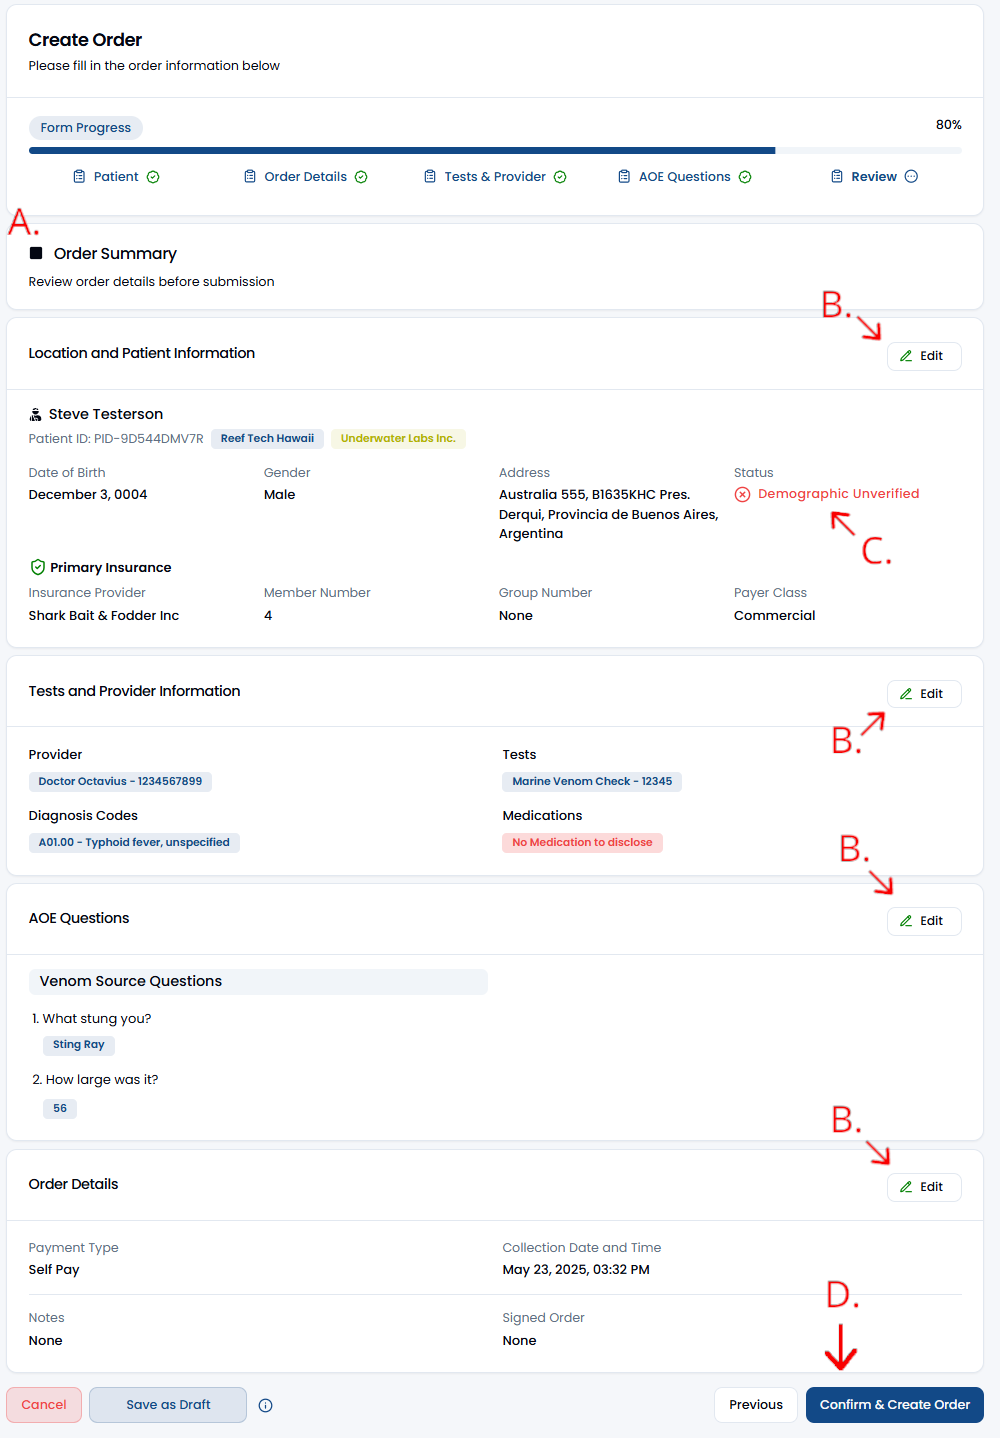 Create Order
Please fill in the order information below
Form Progress
80%
Patient
Order Details
Tests & Provider
AOE Questions
Review
A.
Order Summary
Review order details before submission
B.
Location and Patient Information
Edit
Steve Testerson
Patient ID: PID-9D544DMV7R Reef Tech Hawaii Underwater Labs Inc.
Date of Birth
Gender
Address
Status
December 3, 0004
Male
Australia 555, B1635KHC Pres.
Derqui, Provincia de Buenos Aires,
Argentina
Demographic Unverified
C.
Primary Insurance
Insurance Provider
Member Number
Group Number
Payer Class
Shark Bait & Fodder Inc
4
None
Commercial
Tests and Provider Information
Edit
B.
Provider
Tests
Doctor Octavius - 1234567899
Marine Venom Check - 12345
Diagnosis Codes
Medications
A01.00 - Typhoid fever, unspecified
No Medication to disclose
B.
AOE Questions
Edit
Venom Source Questions
1. What stung you?
Sting Ray
2. How large was it?
56
B.
Order Details
Edit
Payment Type
Collection Date and Time
Self Pay
May 23, 2025, 03:32 PM
D.
Notes
Signed Order
None
None
Cancel
Save as Draft
Previous
Confirm & Create Order